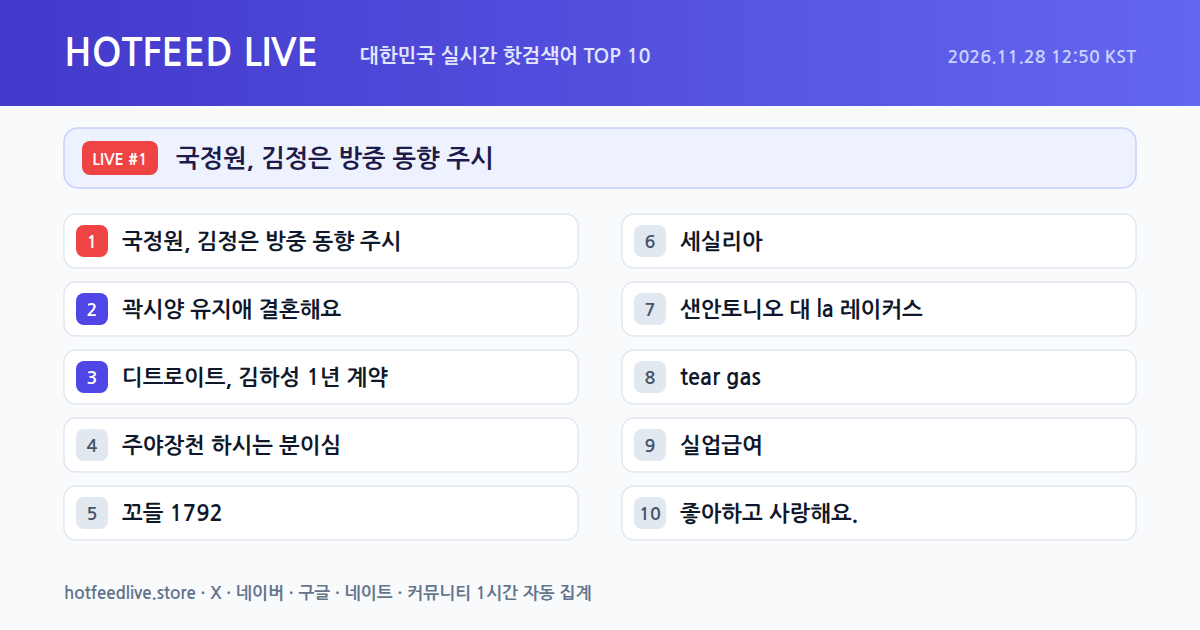 HOTFEED LIVE
대한민국 실시간 핫검색어 TOP 10
2026.11.28 12:50 KST
LIVE #1 국정원, 김정은 방중 동향 주시
1 국정원, 김정은 방중 동향 주시
2 곽시양 유지애 결혼해요
3 디트로이트, 김하성 1년 계약
4 주야장천 하시는 분이심
5 꼬들 1792
6 세실리아
7 샌안토니오 대 la 레이커스
8 tear gas
9 실업급여
10 좋아하고 사랑해요.
hotfeedlive.store · X · 네이버 · 구글 · 네이트 · 커뮤니티 1시간 자동 집계